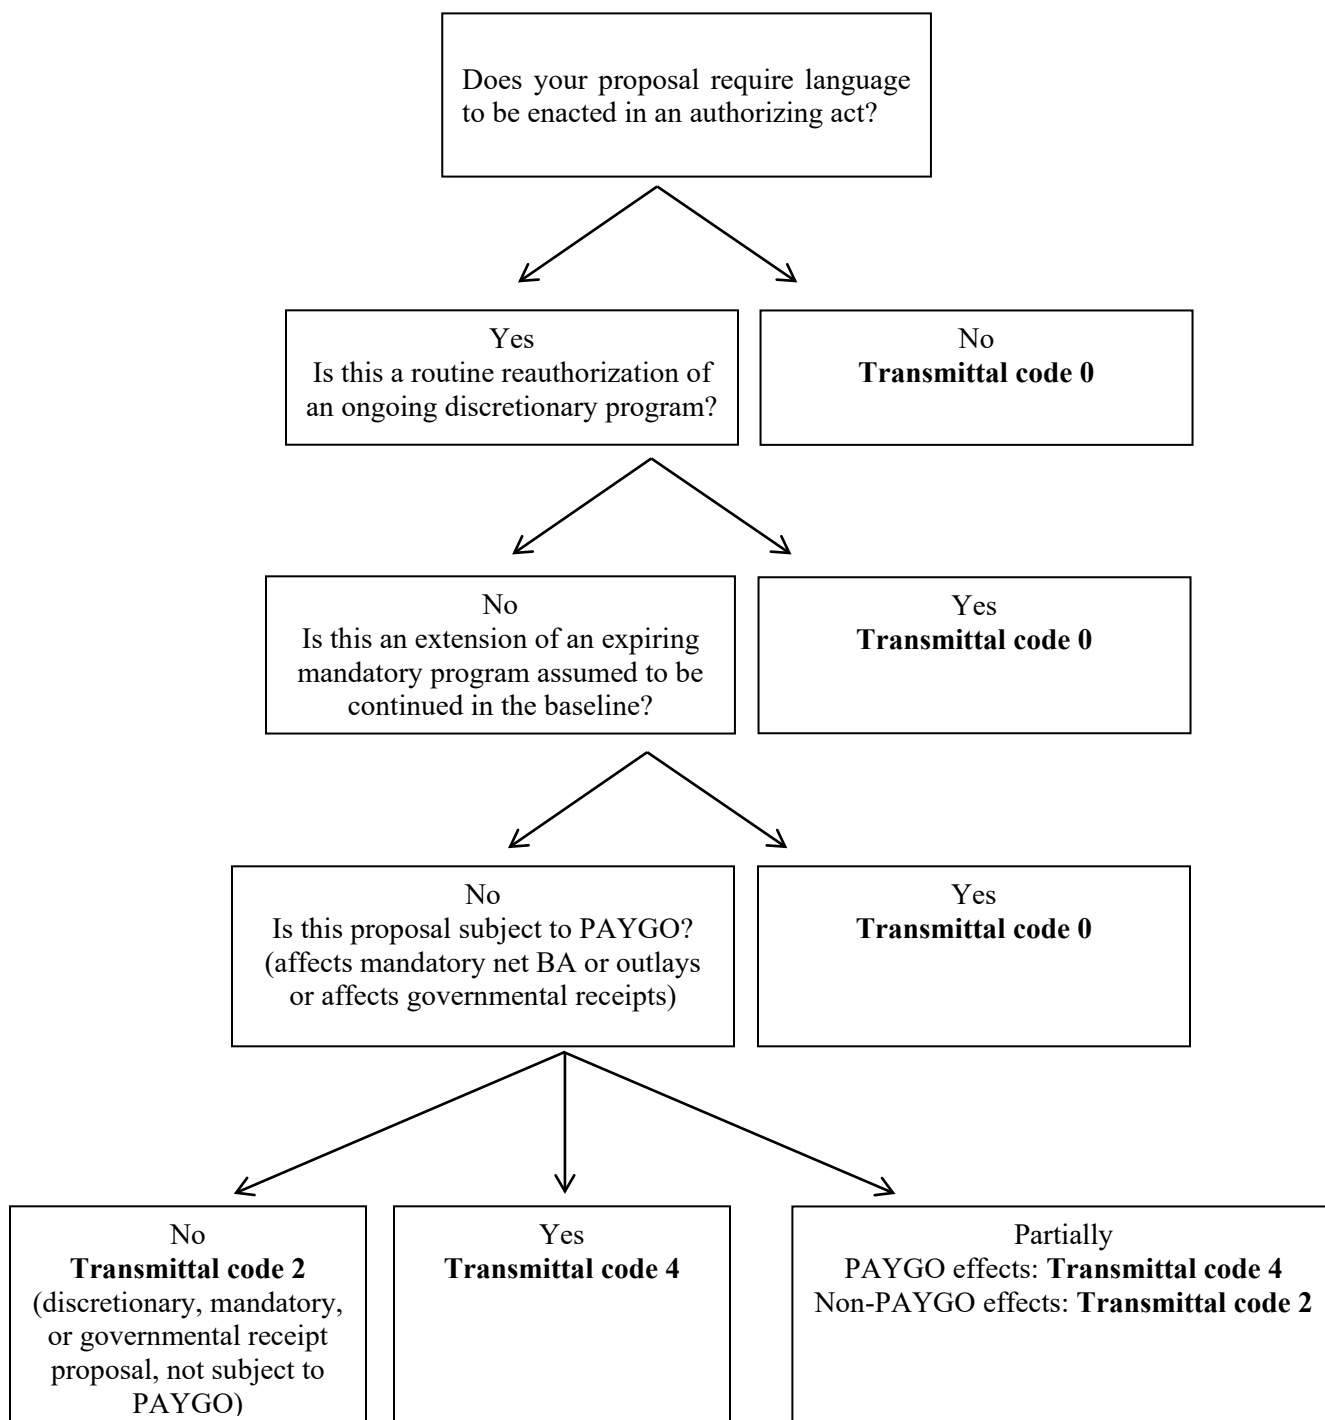 Does your proposal require language
to be enacted in an authorizing act?
Yes
Is this a routine reauthorization of
an ongoing discretionary program?
No
Transmittal code 0
No
Is this an extension of an expiring
mandatory program assumed to be
continued in the baseline?
Yes
Transmittal code 0
No
Is this proposal subject to PAYGO?
(affects mandatory net BA or outlays
or affects governmental receipts)
Yes
Transmittal code 0
No
Transmittal code 2
(discretionary, mandatory,
or governmental receipt
proposal, not subject to
PAYGO)
Yes
Transmittal code 4
Partially
PAYGO effects: Transmittal code 4
Non-PAYGO effects: Transmittal code 2